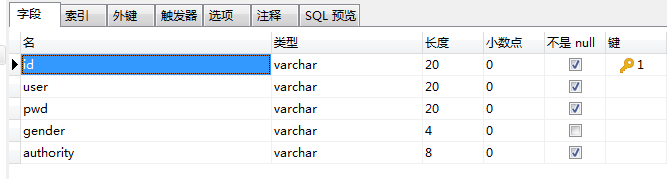 字段 索引 外键 触发器 选项 注释 SQL 预览
名 类型 长度 小数点 不是 null 键
id varchar 20 0 1
user varchar 20 0
pwd varchar 20 0
gender varchar 4 0
authority varchar 8 0